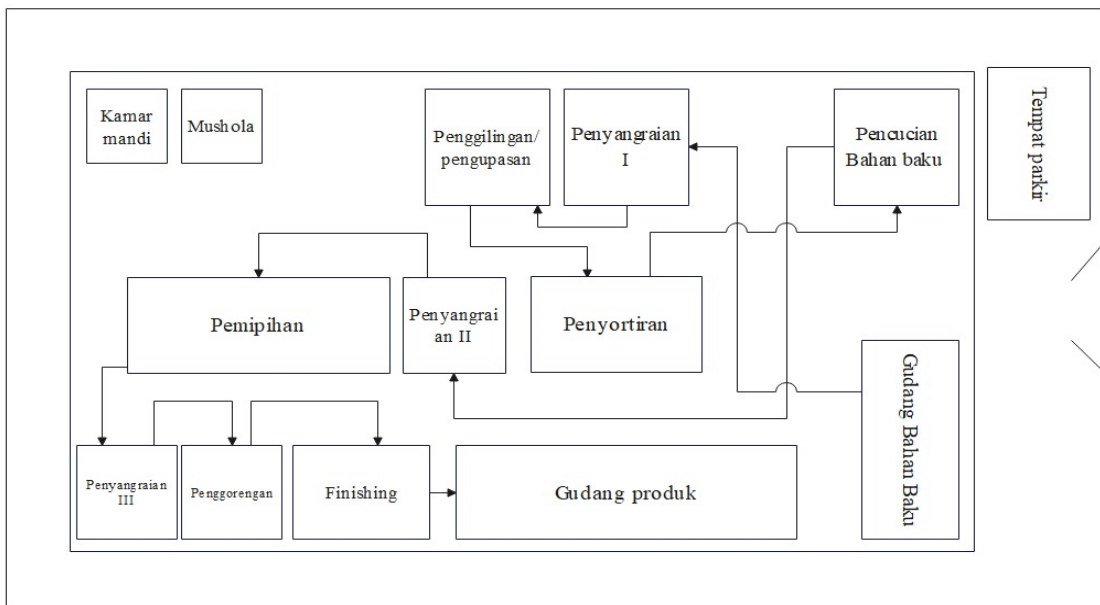 Kamar
mandi
Mushola
Penggilingan/
pengupasan
Penyangraian
I
Pencucian
Bahan baku
Tempat parkir
Pemipihan
Penyangrai
an II
Penyortiran
Gudang Bahan Baku
Penyangraian
III
Penggorengan
Finishing
Gudang produk